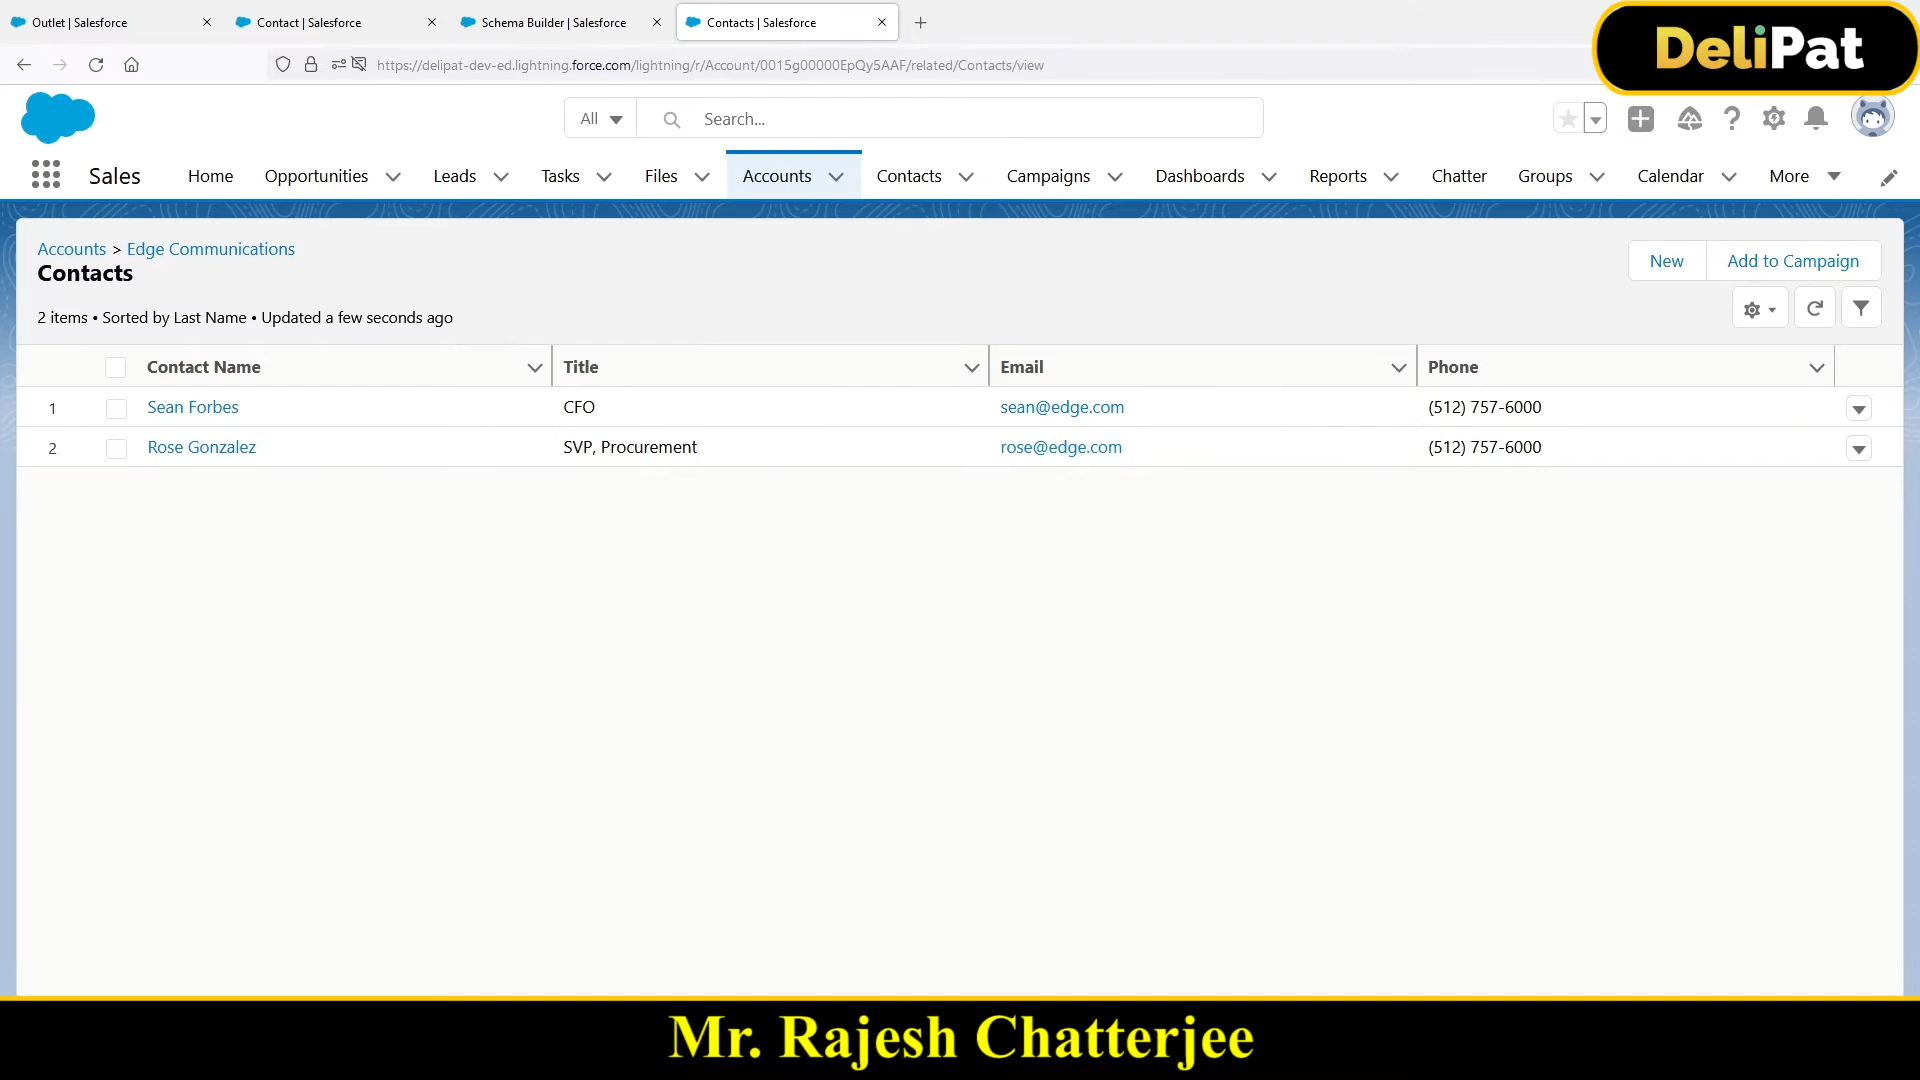 Outlet | Salesforce
Contact | Salesforce
Schema Builder | Salesforce
Contacts | Salesforce
https://delipat-dev-ed.lightning.force.com/lightning/r/Account/0015g00000EpQy5AAF/related/Contacts/view
DeliPat
All
Search...
Sales
Home
Opportunities
Leads
Tasks
Files
Accounts
Contacts
Campaigns
Dashboards
Reports
Chatter
Groups
Calendar
More
Accounts > Edge Communications
Contacts
New
Add to Campaign
2 items • Sorted by Last Name • Updated a few seconds ago
Contact Name
Title
Email
Phone
1 Sean Forbes CFO sean@edge.com (512) 757-6000
2 Rose Gonzalez SVP, Procurement rose@edge.com (512) 757-6000
Mr. Rajesh Chatterjee